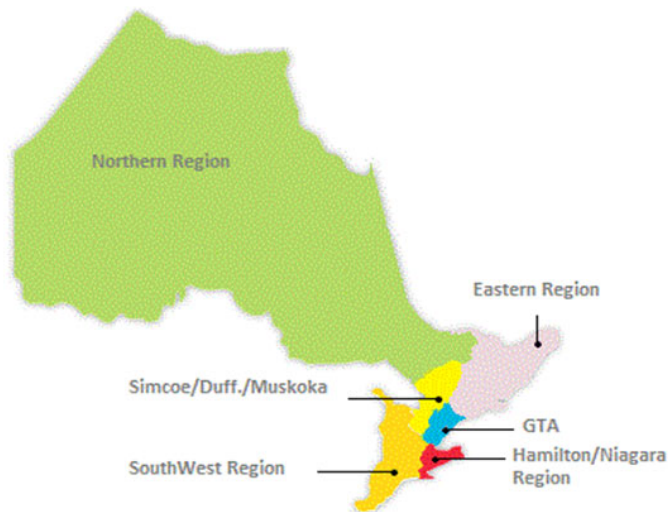 Northern Region
Eastern Region
Simcoe/Duff./Muskoka
GTA
Hamilton/Niagara
Region
SouthWest Region